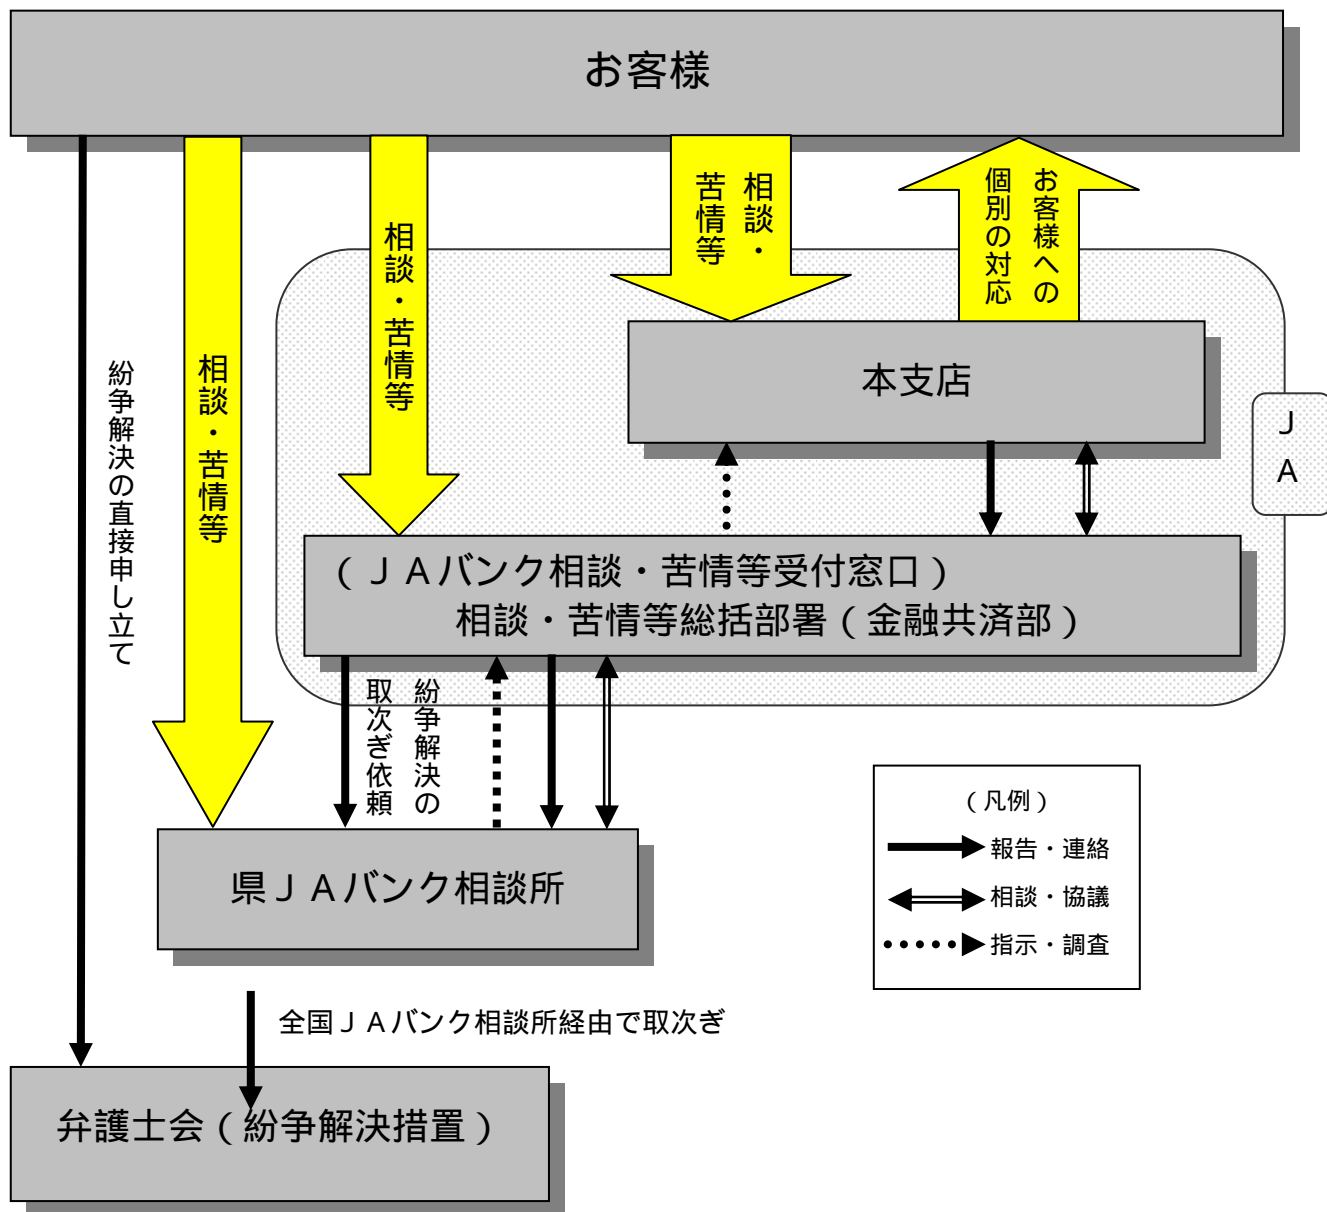 お客様
相談・
苦情等
お客様への
個別の対応
相談・苦情等
相談・苦情等
紛争解決の直接申し立て
本支店
JA
（ＪＡバンク相談・苦情等受付窓口）
相談・苦情等総括部署（金融共済部）
紛争解決の
取次ぎ依頼
県ＪＡバンク相談所
（凡例）
報告・連絡
相談・協議
指示・調査
全国ＪＡバンク相談所経由で取次ぎ
弁護士会（紛争解決措置）